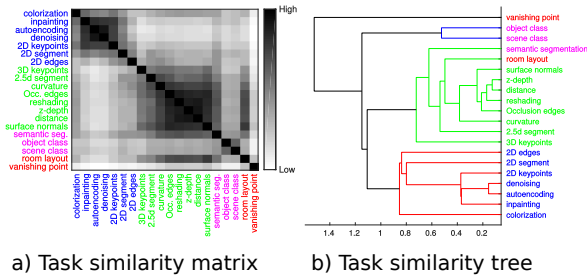 colorization
inpainting
autoencoding
denoising
2D keypoints
2D segment
2D edges
3D keypoints
2.5d segment
curvature
Occ. edges
reshading
z-depth
distance
surface normals
semantic seg.
object class
scene class
room layout
vanishing point
colorization
inpainting
autoencoding
denoising
2D keypoints
2D segment
2D edges
3D keypoints
2.5d segment
curvature
Occ. edges
reshading
z-depth
distance
surface normals
semantic seg.
object class
scene class
room layout
vanishing point
High
Low
a) Task similarity matrix
vanishing point
object class
scene class
semantic segmentation
room layout
surface normals
z-depth
distance
reshading
Occlusion edges
curvature
2.5d segment
3D keypoints
2D edges
2D segment
2D keypoints
denoising
autoencoding
inpainting
colorization
1.4 1.2 1.0 0.8 0.6 0.4 0.2
b) Task similarity tree